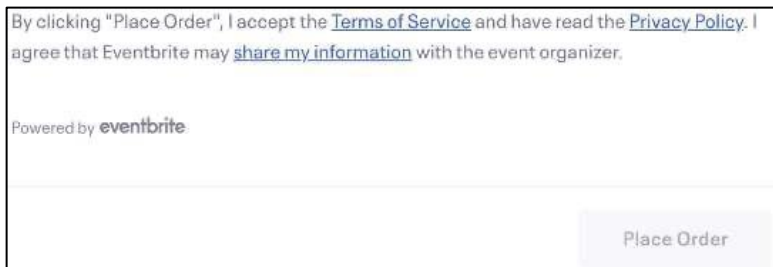 By clicking "Place Order", I accept the Terms of Service and have read the Privacy Policy. I
agree that Eventbrite may share my information with the event organizer.
Powered by eventbrite
Place Order